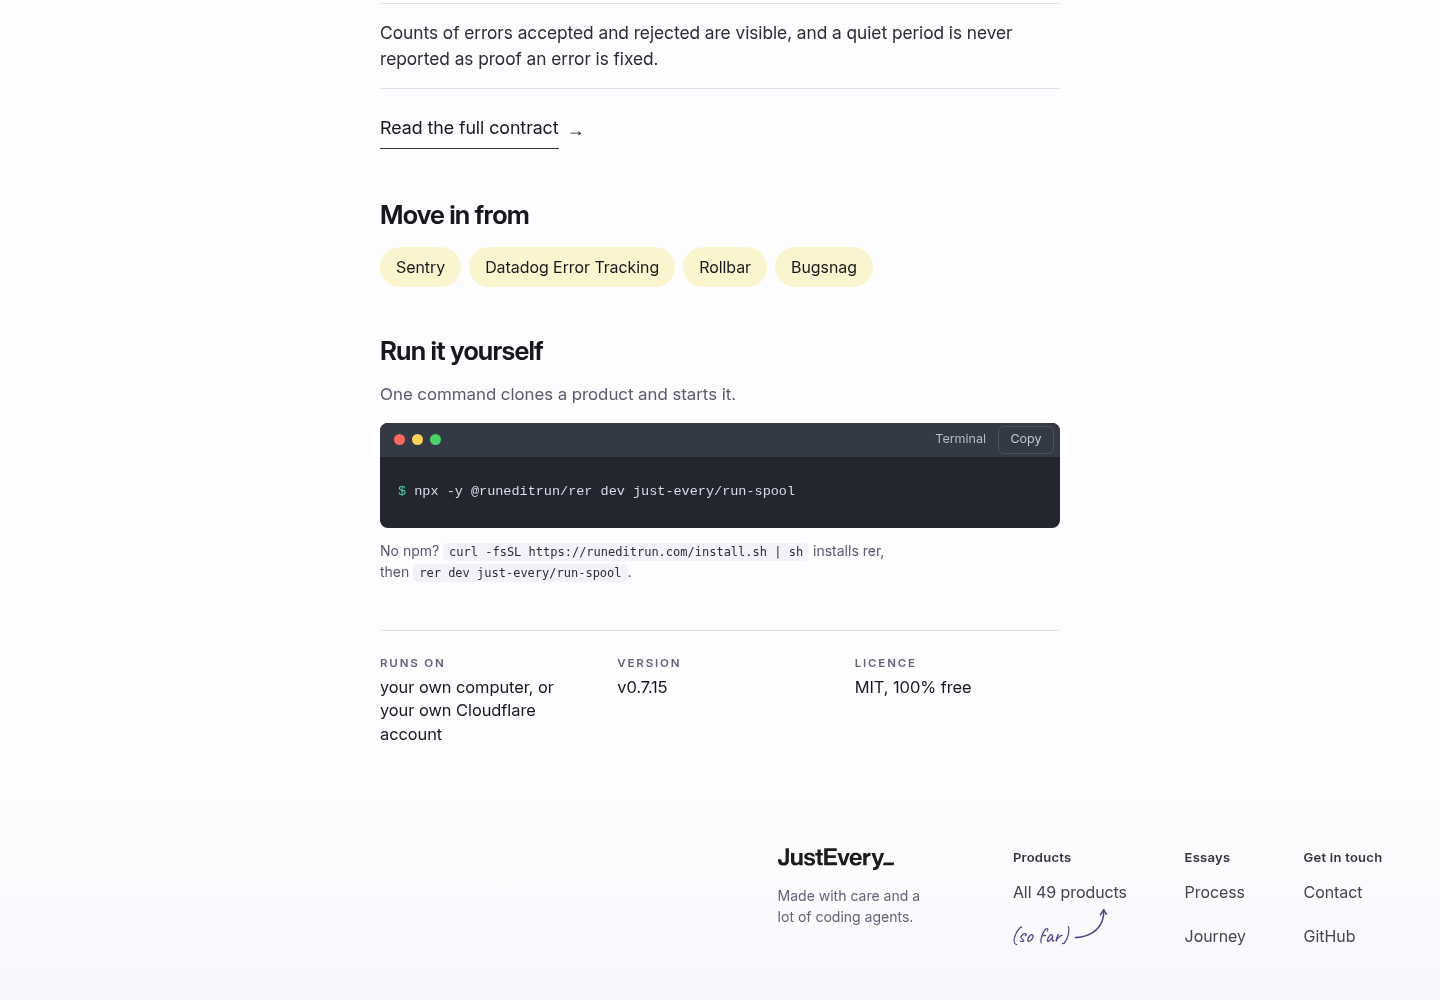 Counts of errors accepted and rejected are visible, and a quiet period is never
reported as proof an error is fixed.
Read the full contract →
Move in from
Sentry Datadog Error Tracking Rollbar Bugsnag
Run it yourself
One command clones a product and starts it.
Terminal Copy
$ npx -y @runeditrun/rer dev just-every/run-spool
No npm? curl -fsSL https://runeditrun.com/install.sh | sh installs rer,
then rer dev just-every/run-spool.
RUNS ON
your own computer, or
your own Cloudflare
account
VERSION
v0.7.15
LICENCE
MIT, 100% free
JustEvery_
Made with care and a
lot of coding agents.
Products
All 49 products
(so far)
Essays
Process
Journey
Get in touch
Contact
GitHub